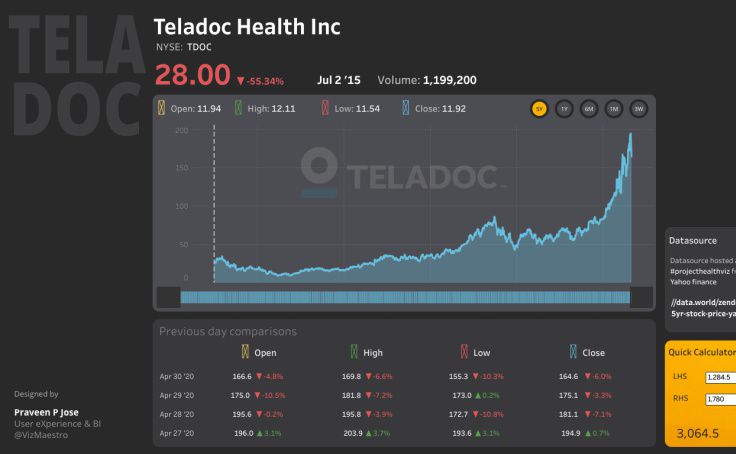 TELA
DOC
Teladoc Health Inc
NYSE: TDOC
28.00 ▼ -55.34% Jul 2 '15 Volume: 1,199,200
Open: 11.94 High: 12.11 Low: 11.54 Close: 11.92
5Y 1Y 6M 1M 3W
200
150
100
50
0
TELADOC
Previous day comparisons
Open High Low Close
Apr 30 '20 166.6 ▼ -4.8% 169.8 ▼ -6.6% 155.3 ▼ -10.3% 164.6 ▼ -6.0%
Apr 29 '20 175.0 ▼ -10.5% 181.8 ▼ -7.2% 173.0 ▲ 0.2% 175.1 ▼ -3.3%
Apr 28 '20 195.6 ▼ -0.2% 195.8 ▼ -3.9% 172.7 ▼ -10.8% 181.1 ▼ -7.1%
Apr 27 '20 196.0 ▲ 3.1% 203.9 ▲ 3.7% 193.6 ▲ 3.1% 194.9 ▲ 0.7%
Designed by
Praveen P Jose
User eXperience & BI
@VizMaestro
Datasource
Datasource hosted
#projecthealthviz
Yahoo finance
//data.world/zend
5yr-stock-price-ya
Quick Calculator
LHS 1,284.5
RHS 1,780
3,064.5